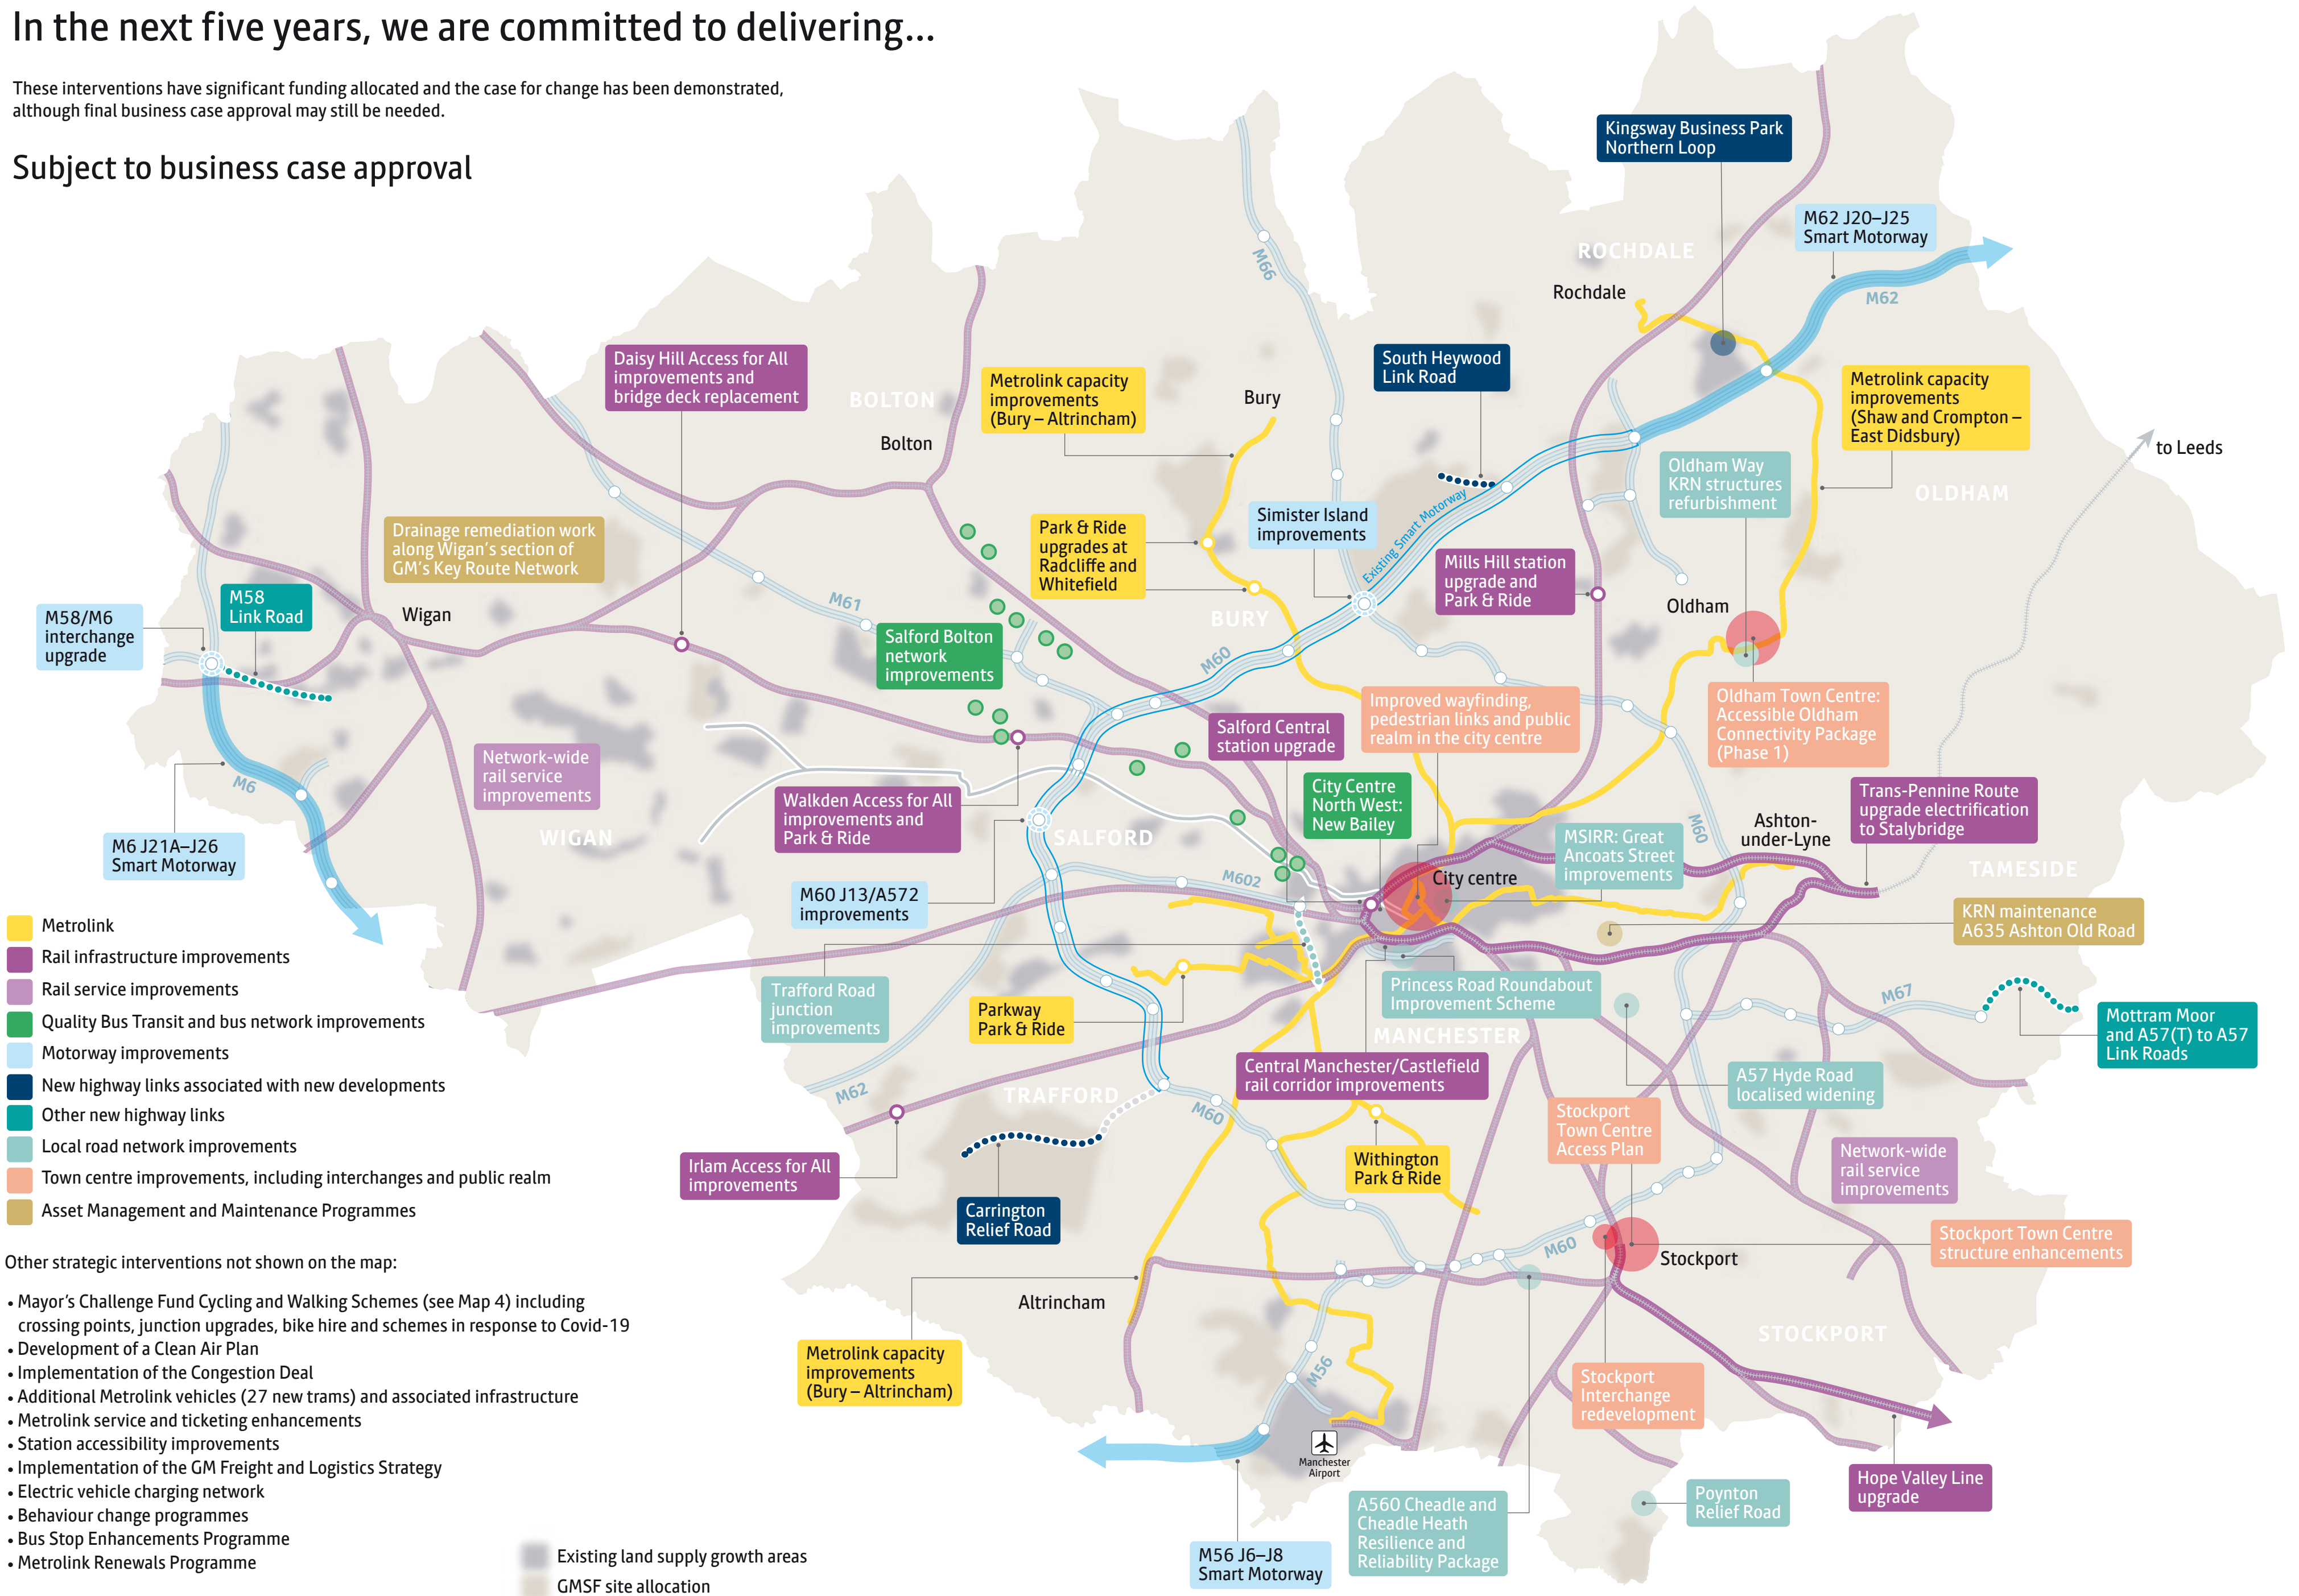 In the next five years, we are committed to delivering...
These interventions have significant funding allocated and the case for change has been demonstrated,
although final business case approval may still be needed.
Subject to business case approval
Kingsway Business Park
Northern Loop
M62 J20–J25
Smart Motorway
ROCHDALE
Rochdale
M62
M66
Daisy Hill Access for All
improvements and
bridge deck replacement
BOLTON
Bolton
Metrolink capacity
improvements
(Bury – Altrincham)
Bury
South Heywood
Link Road
Metrolink capacity
improvements
(Shaw and Crompton –
East Didsbury)
to Leeds
Oldham Way
KRN structures
refurbishment
OLDHAM
Drainage remediation work
along Wigan's section of
GM's Key Route Network
Park & Ride
upgrades at
Radcliffe and
Whitefield
Simister Island
improvements
Existing Smart Motorway
Mills Hill station
upgrade and
Park & Ride
M58
Link Road
M58/M6
interchange
upgrade
Wigan
M61
BURY
Oldham
Salford Bolton
network
improvements
M60
Improved wayfinding,
pedestrian links and public
realm in the city centre
Oldham Town Centre:
Accessible Oldham
Connectivity Package
(Phase 1)
Salford Central
station upgrade
Network-wide
rail service
improvements
M6
City Centre
North West:
New Bailey
Trans-Pennine Route
upgrade electrification
to Stalybridge
Walkden Access for All
improvements and
Park & Ride
WIGAN
SALFORD
M60
Ashton-
under-Lyne
MSIRR: Great
Ancoats Street
improvements
M6 J21A–J26
Smart Motorway
TAMESIDE
M602
City centre
M60 J13/A572
improvements
KRN maintenance
A635 Ashton Old Road
Metrolink
Rail infrastructure improvements
Rail service improvements
Quality Bus Transit and bus network improvements
Motorway improvements
New highway links associated with new developments
Other new highway links
Local road network improvements
Town centre improvements, including interchanges and public realm
Asset Management and Maintenance Programmes
Trafford Road
junction
improvements
Parkway
Park & Ride
Princess Road Roundabout
Improvement Scheme
M67
Mottram Moor
and A57(T) to A57
Link Roads
MANCHESTER
Central Manchester/Castlefield
rail corridor improvements
A57 Hyde Road
localised widening
M62
TRAFFORD
M60
Stockport
Town Centre
Access Plan
Irlam Access for All
improvements
Withington
Park & Ride
Network-wide
rail service
improvements
Carrington
Relief Road
Stockport Town Centre
structure enhancements
M60
Stockport
Altrincham
STOCKPORT
Metrolink capacity
improvements
(Bury – Altrincham)
M56
Stockport
Interchange
redevelopment
Manchester
Airport
Hope Valley Line
upgrade
Poynton
Relief Road
A560 Cheadle and
Cheadle Heath
Resilience and
Reliability Package
M56 J6–J8
Smart Motorway
Other strategic interventions not shown on the map:
• Mayor's Challenge Fund Cycling and Walking Schemes (see Map 4) including
crossing points, junction upgrades, bike hire and schemes in response to Covid-19
• Development of a Clean Air Plan
• Implementation of the Congestion Deal
• Additional Metrolink vehicles (27 new trams) and associated infrastructure
• Metrolink service and ticketing enhancements
• Station accessibility improvements
• Implementation of the GM Freight and Logistics Strategy
• Electric vehicle charging network
• Behaviour change programmes
• Bus Stop Enhancements Programme
• Metrolink Renewals Programme
Existing land supply growth areas
GMSF site allocation